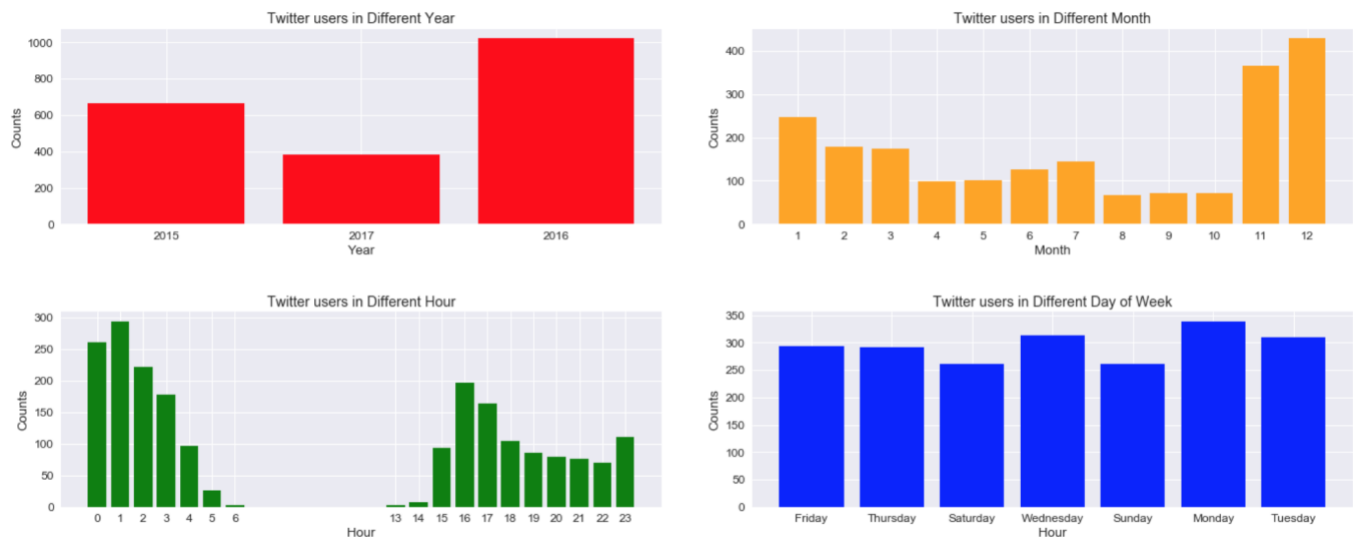 Twitter users in Different Year
1000
800
600
400
200
0
Counts
2015 2017 2016
Year
Twitter users in Different Month
400
300
200
100
0
Counts
1 2 3 4 5 6 7 8 9 10 11 12
Month
Twitter users in Different Hour
300
250
200
150
100
50
0
Counts
0 1 2 3 4 5 6 13 14 15 16 17 18 19 20 21 22 23
Hour
Twitter users in Different Day of Week
350
300
250
200
150
100
50
0
Counts
Friday Thursday Saturday Wednesday Sunday Monday Tuesday
Hour